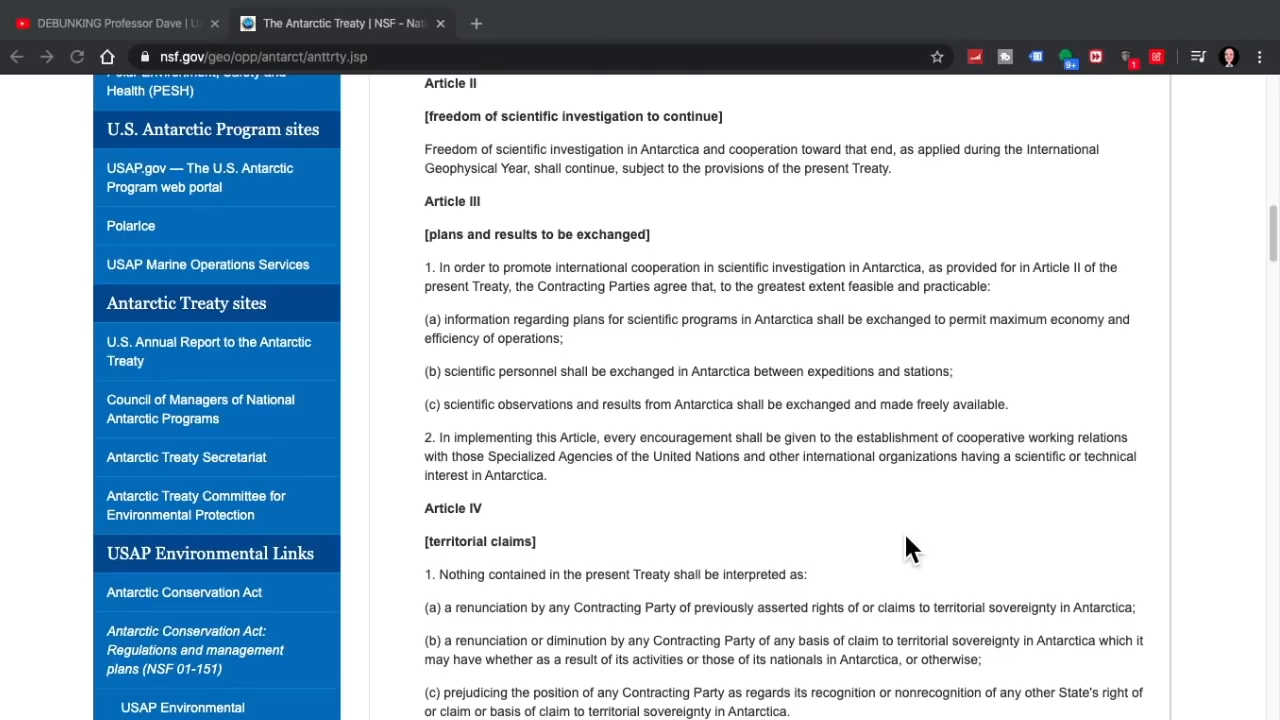 DEBUNKING Professor Dave | U
The Antarctic Treaty | NSF - Nat
nsf.gov/geo/opp/antarct/anttrty.jsp
9+
1
Polar Environment, Safety and
Health (PESH)
U.S. Antarctic Program sites
USAP.gov — The U.S. Antarctic
Program web portal
PolarIce
USAP Marine Operations Services
Antarctic Treaty sites
U.S. Annual Report to the Antarctic
Treaty
Council of Managers of National
Antarctic Programs
Antarctic Treaty Secretariat
Antarctic Treaty Committee for
Environmental Protection
USAP Environmental Links
Antarctic Conservation Act
Antarctic Conservation Act:
Regulations and management
plans (NSF 01-151)
USAP Environmental
Article II
[freedom of scientific investigation to continue]
Freedom of scientific investigation in Antarctica and cooperation toward that end, as applied during the International
Geophysical Year, shall continue, subject to the provisions of the present Treaty.
Article III
[plans and results to be exchanged]
1. In order to promote international cooperation in scientific investigation in Antarctica, as provided for in Article II of the
present Treaty, the Contracting Parties agree that, to the greatest extent feasible and practicable:
(a) information regarding plans for scientific programs in Antarctica shall be exchanged to permit maximum economy and
efficiency of operations;
(b) scientific personnel shall be exchanged in Antarctica between expeditions and stations;
(c) scientific observations and results from Antarctica shall be exchanged and made freely available.
2. In implementing this Article, every encouragement shall be given to the establishment of cooperative working relations
with those Specialized Agencies of the United Nations and other international organizations having a scientific or technical
interest in Antarctica.
Article IV
[territorial claims]
1. Nothing contained in the present Treaty shall be interpreted as:
(a) a renunciation by any Contracting Party of previously asserted rights of or claims to territorial sovereignty in Antarctica;
(b) a renunciation or diminution by any Contracting Party of any basis of claim to territorial sovereignty in Antarctica which it
may have whether as a result of its activities or those of its nationals in Antarctica, or otherwise;
(c) prejudicing the position of any Contracting Party as regards its recognition or nonrecognition of any other State's right of
or claim or basis of claim to territorial sovereignty in Antarctica.